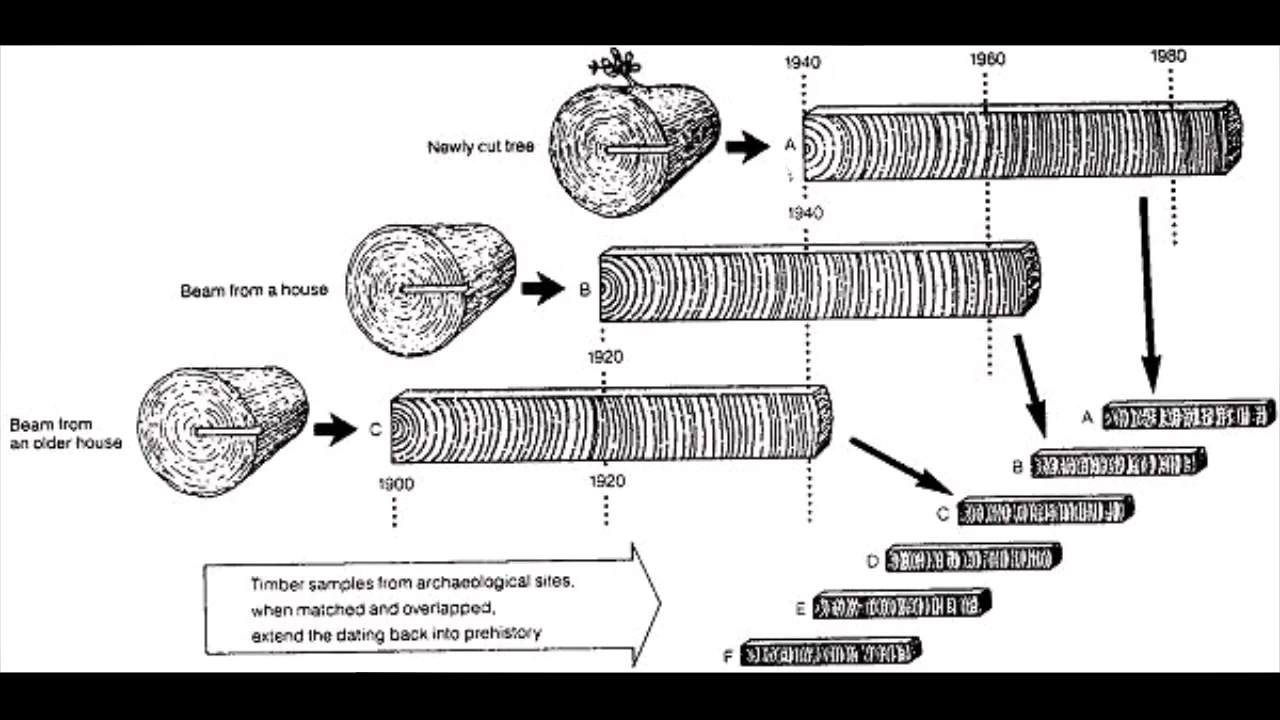 1940
1960
1980
Newly cut tree
A
1940
Beam from a house
B
1920
Beam from
an older house
C
1900
1920
A
B
C
D
E
F
Timber samples from archaeological sites.
when matched and overlapped,
extend the dating back into prehistory